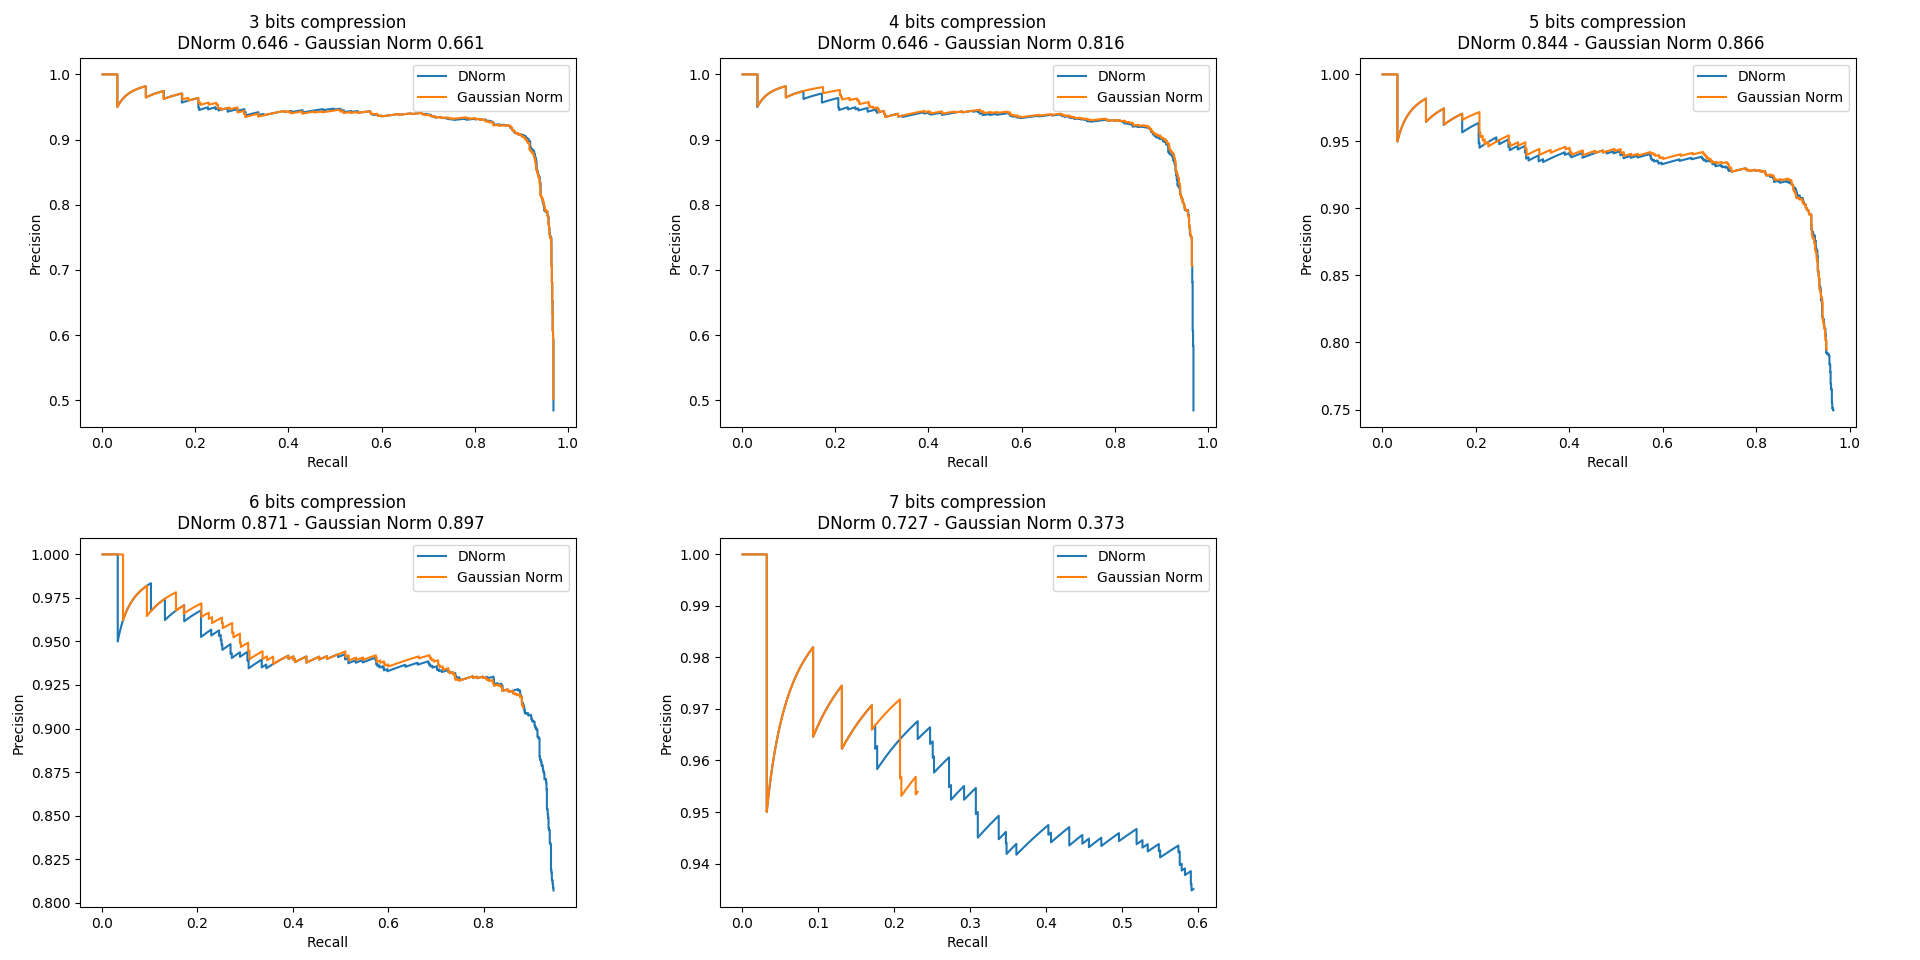 3 bits compression
DNorm 0.646 - Gaussian Norm 0.661
1.0
0.9
0.8
0.7
0.6
0.5
Precision
0.0
0.2
0.4
0.6
0.8
1.0
Recall
DNorm
Gaussian Norm
4 bits compression
DNorm 0.646 - Gaussian Norm 0.816
1.0
0.9
0.8
0.7
0.6
0.5
Precision
0.0
0.2
0.4
0.6
0.8
1.0
Recall
DNorm
Gaussian Norm
5 bits compression
DNorm 0.844 - Gaussian Norm 0.866
1.00
0.95
0.90
0.85
0.80
0.75
Precision
0.0
0.2
0.4
0.6
0.8
1.0
Recall
DNorm
Gaussian Norm
6 bits compression
DNorm 0.871 - Gaussian Norm 0.897
1.000
0.975
0.950
0.925
0.900
0.875
0.850
0.825
0.800
Precision
0.0
0.2
0.4
0.6
0.8
Recall
DNorm
Gaussian Norm
7 bits compression
DNorm 0.727 - Gaussian Norm 0.373
1.00
0.99
0.98
0.97
0.96
0.95
0.94
Precision
0.0
0.1
0.2
0.3
0.4
0.5
0.6
Recall
DNorm
Gaussian Norm